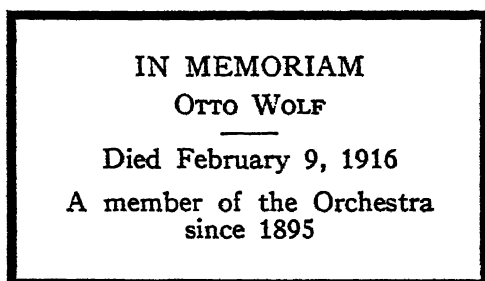 IN MEMORIAM
OTTO WOLF
Died February 9, 1916
A member of the Orchestra
since 1895